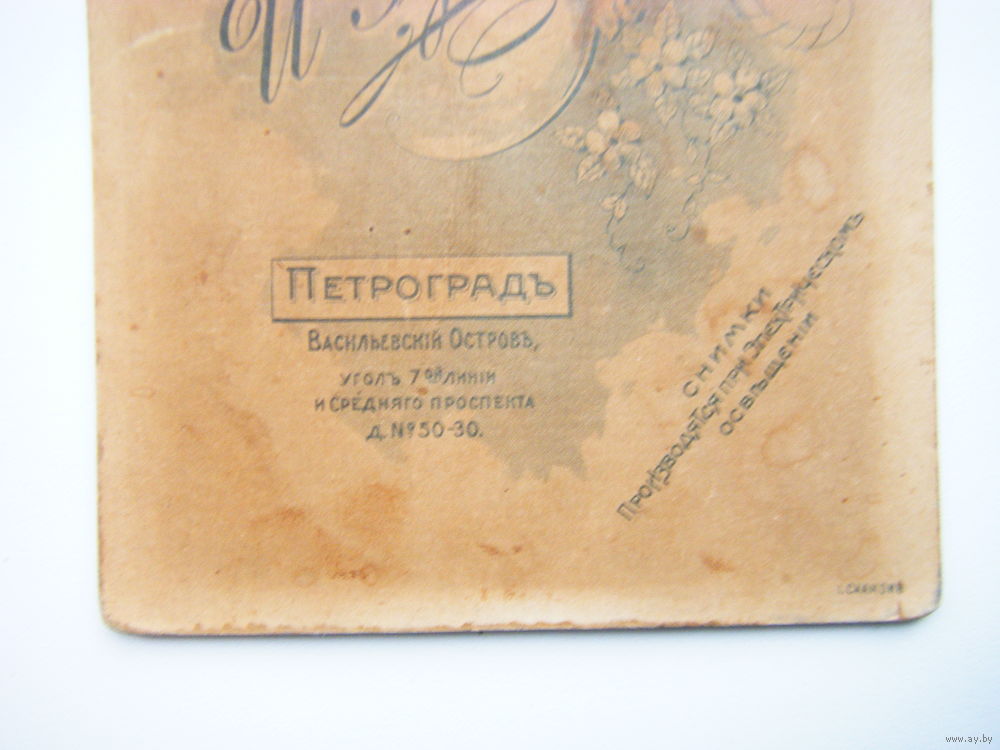 ПЕТРОГРАДЪ
ВАСИЛЬЕВСКІЙ ОСТРОВЪ,
УГОЛЪ 7ой ЛИНІИ
И СРЕДНЯГО ПРОСПЕКТА
Д. №50-30.
СНИМКИ
ПРОИЗВОДЯТСЯ ПРИ ЭЛЕКТРИЧЕСКОМЪ
ОСВѢЩЕНІИ
www.ay.by